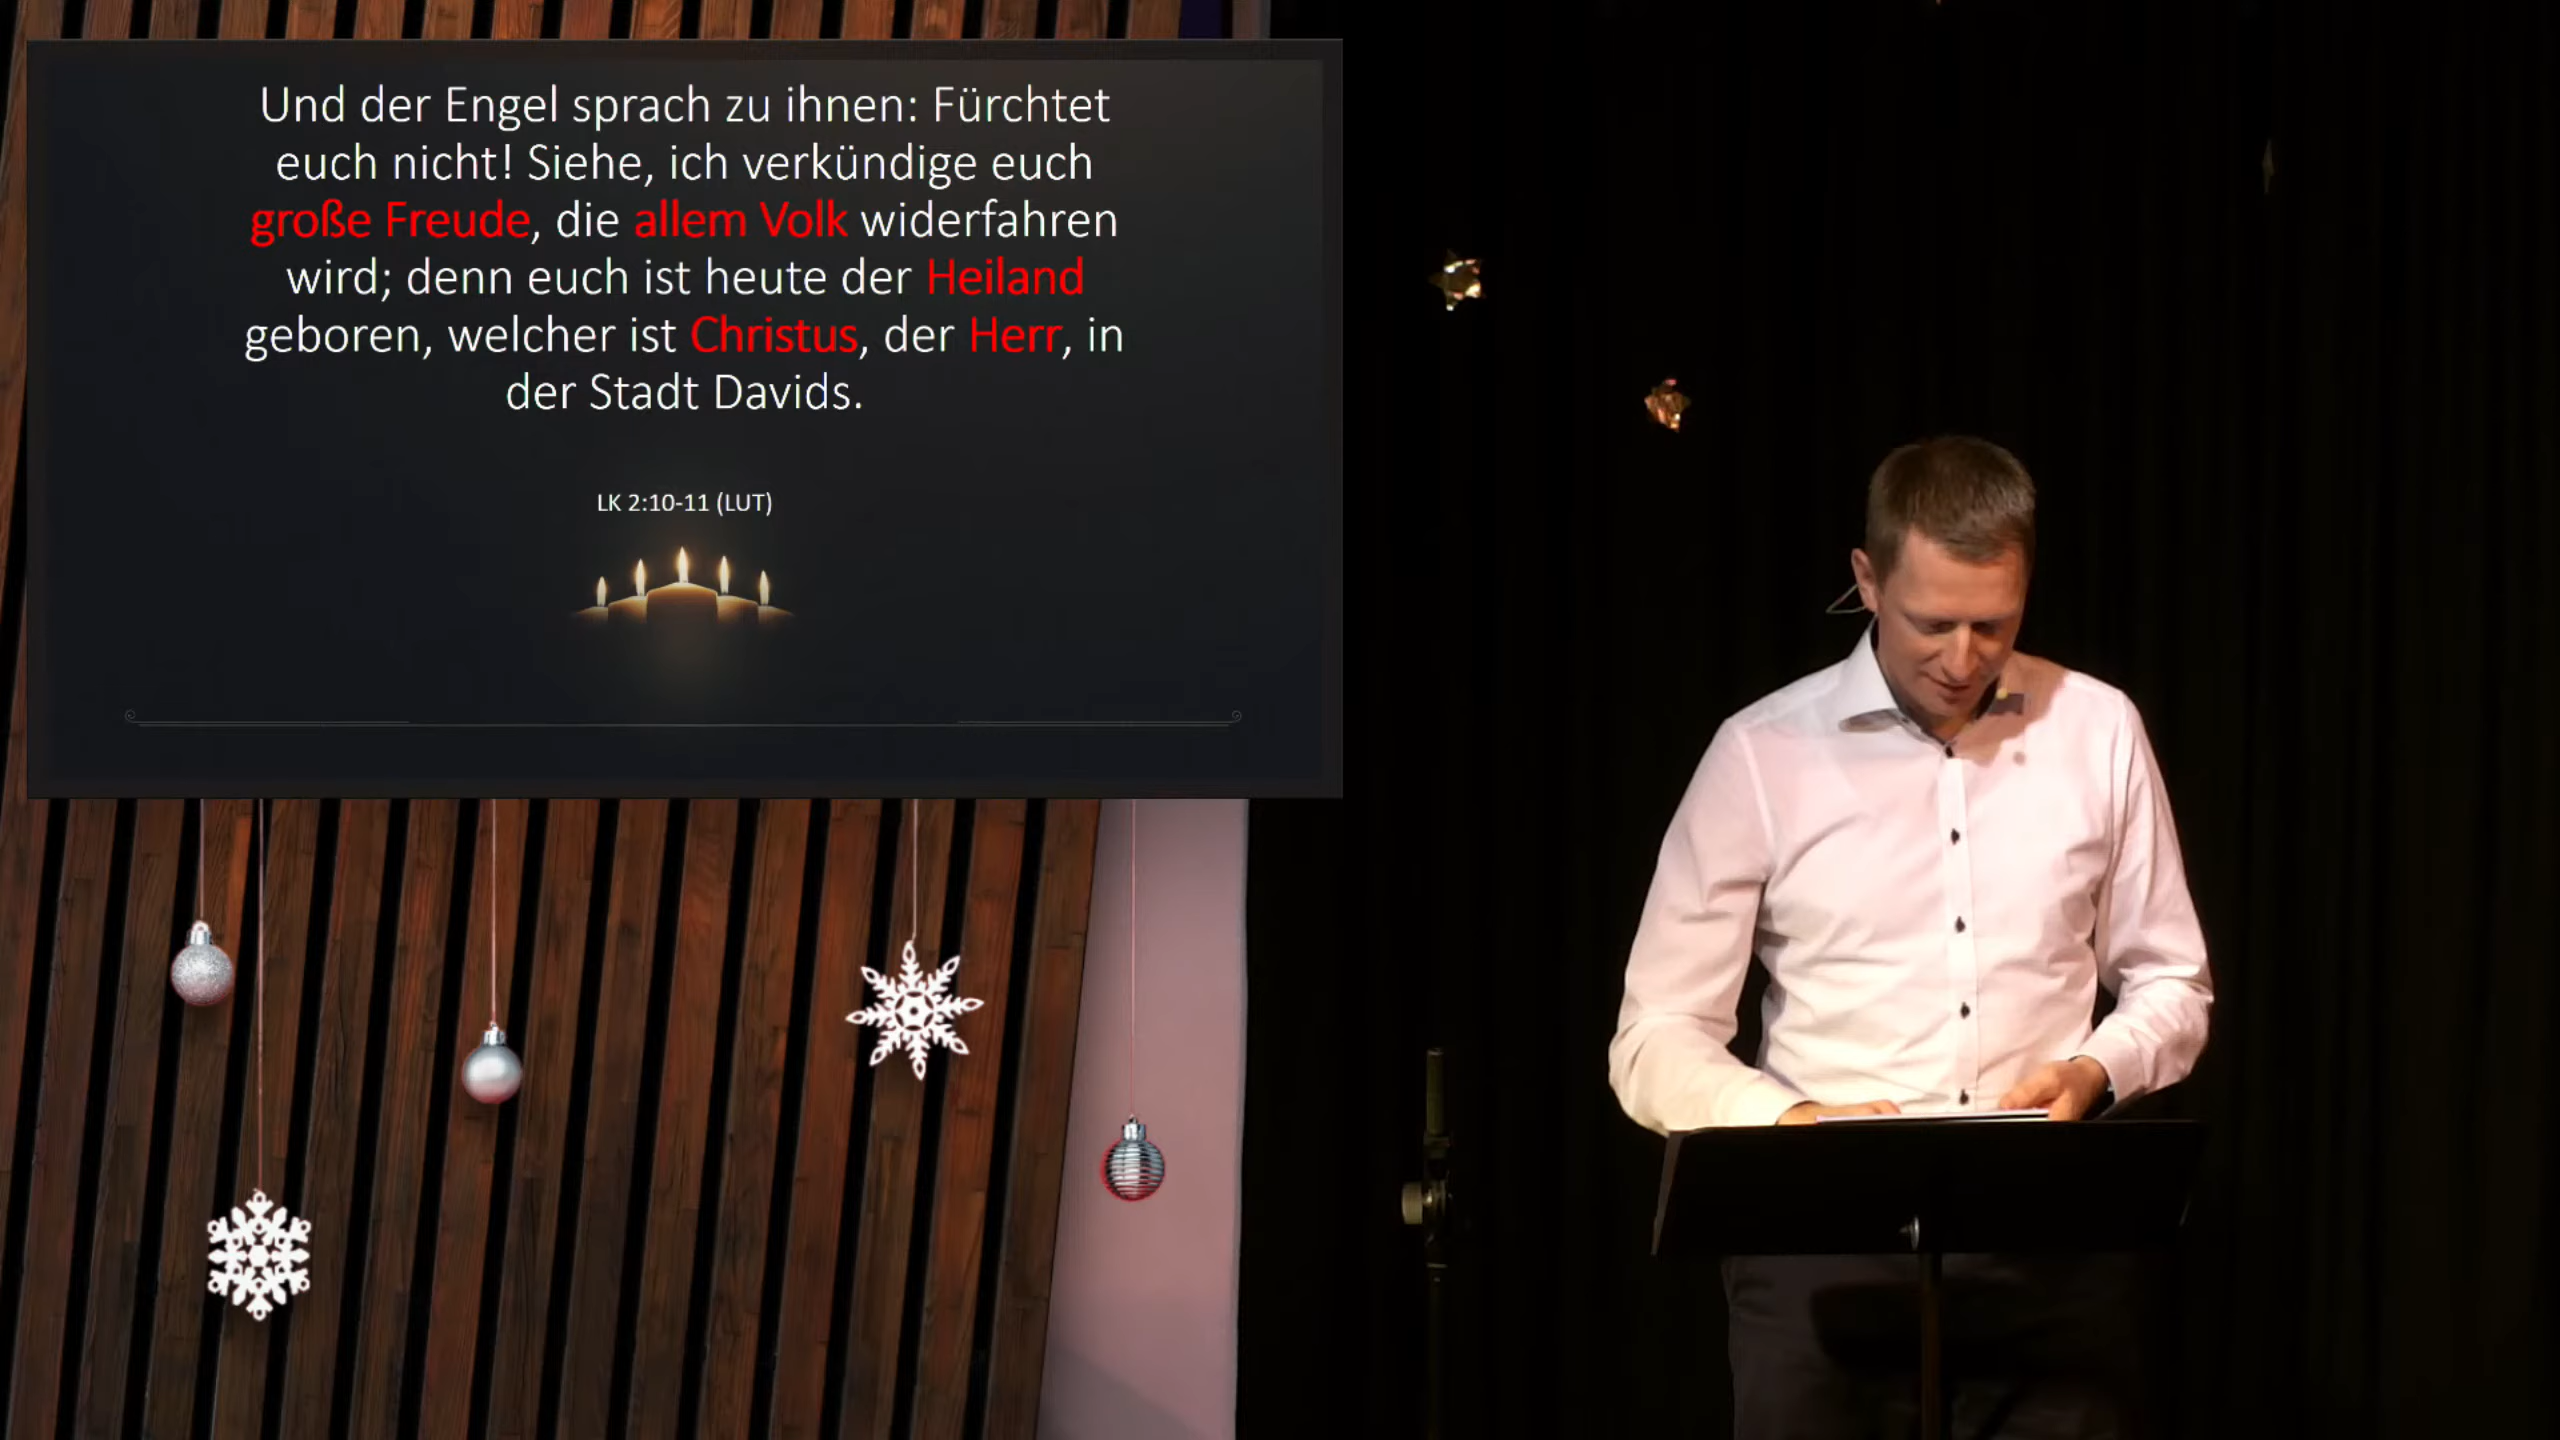 Und der Engel sprach zu ihnen: Fürchtet
euch nicht! Siehe, ich verkündige euch
große Freude, die allem Volk widerfahren
wird; denn euch ist heute der Heiland
geboren, welcher ist Christus, der Herr, in
der Stadt Davids.
LK 2:10-11 (LUT)